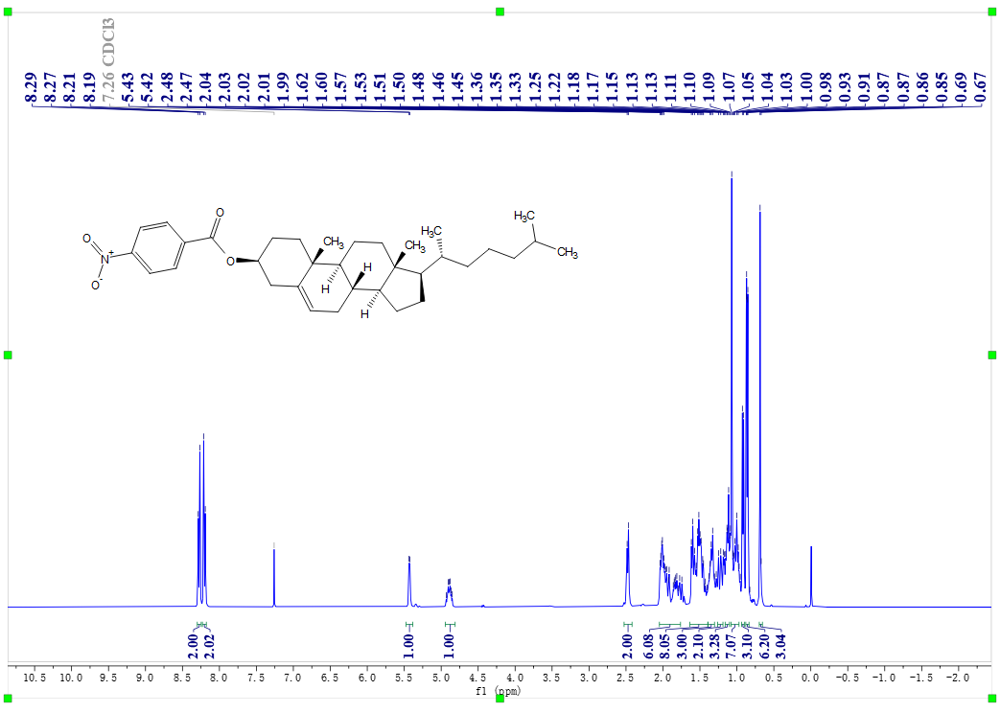 8.29 8.27 8.21 8.19 7.26 CDCl3 5.43 5.42 2.48 2.47 2.04 2.03 2.02 2.01 1.99 1.62 1.60 1.57 1.53 1.51 1.50 1.48 1.46 1.45 1.36 1.35 1.33 1.25 1.22 1.18 1.17 1.15 1.13 1.13 1.11 1.10 1.09 1.07 1.05 1.04 1.03 1.00 0.98 0.93 0.91 0.87 0.87 0.86 0.85 0.69 0.67
O
H3C
H3C
O
CH3
CH3
CH3
N+
O
H
H
O-
H
2.00 2.02 1.00 1.00 2.00 6.08 8.05 3.00 2.10 3.28 7.07 3.10 6.20 3.04
10.5 10.0 9.5 9.0 8.5 8.0 7.5 7.0 6.5 6.0 5.5 5.0 4.5 4.0 3.5 3.0 2.5 2.0 1.5 1.0 0.5 0.0 -0.5 -1.0 -1.5 -2.0
f1 (ppm)